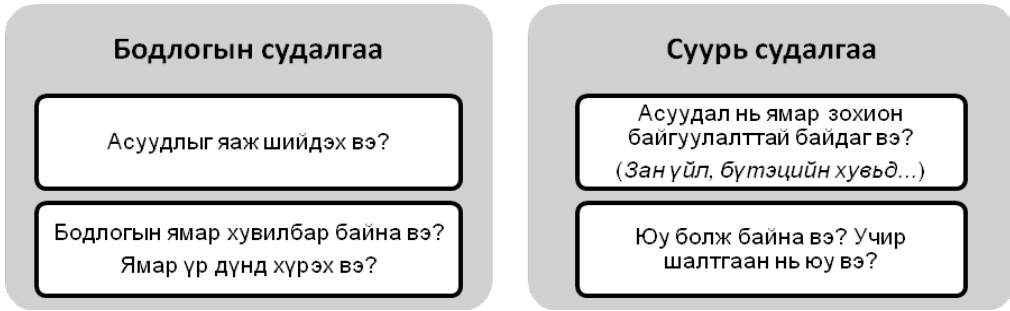 Бодлогын судалгаа
Асуудлыг яаж шийдэх вэ?
Бодлогын ямар хувилбар байна вэ?
Ямар үр дүнд хүрэх вэ?
Суурь судалгаа
Асуудал нь ямар зохион
байгуулалттай байдаг вэ?
(Зан үйл, бүтэцийн хувьд...)
Юу болж байна вэ? Учир
шалтгаан нь юу вэ?